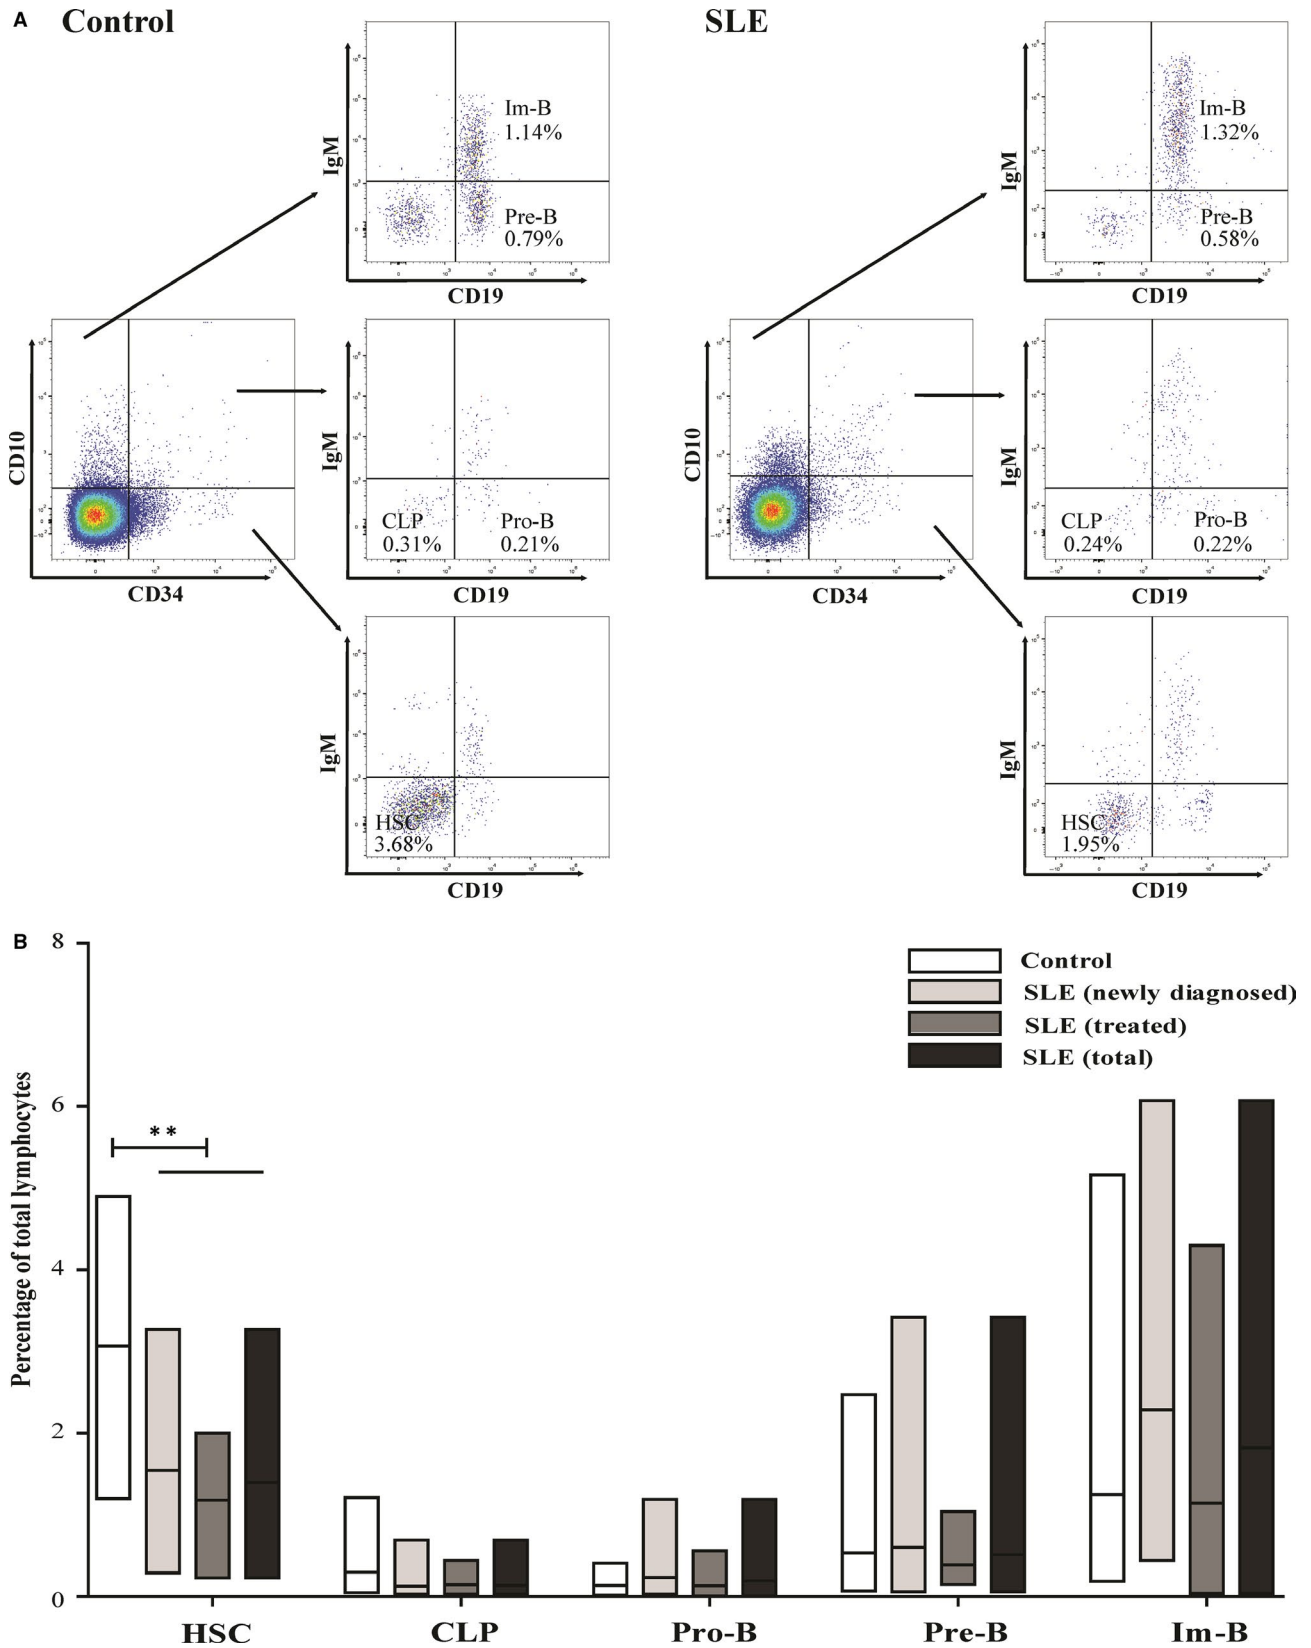 A Control SLE
Im-B
1.14%
Pre-B
0.79%
IgM
CD19
Im-B
1.32%
Pre-B
0.58%
IgM
CD19
CD10
CD34
CLP
0.31%
Pro-B
0.21%
IgM
CD19
CD10
CD34
CLP
0.24%
Pro-B
0.22%
IgM
CD19
HSC
3.68%
IgM
CD19
HSC
1.95%
IgM
CD19
B
8
6
4
2
0
Percentage of total lymphocytes
Control
SLE (newly diagnosed)
SLE (treated)
SLE (total)
**
HSC CLP Pro-B Pre-B Im-B